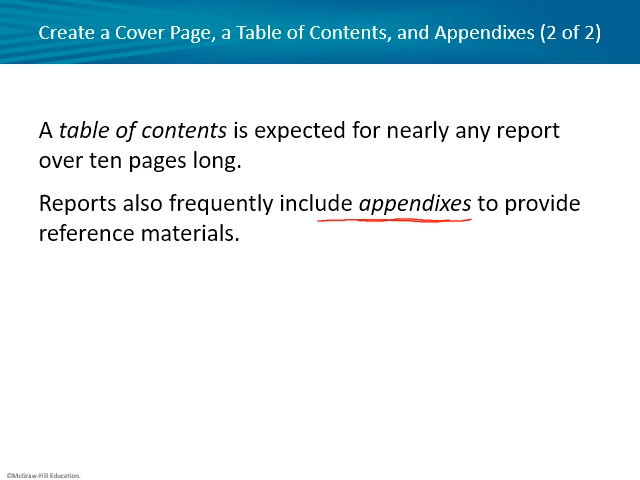 Create a Cover Page, a Table of Contents, and Appendixes (2 of 2)
A table of contents is expected for nearly any report
over ten pages long.
Reports also frequently include appendixes to provide
reference materials.
©McGraw-Hill Education.